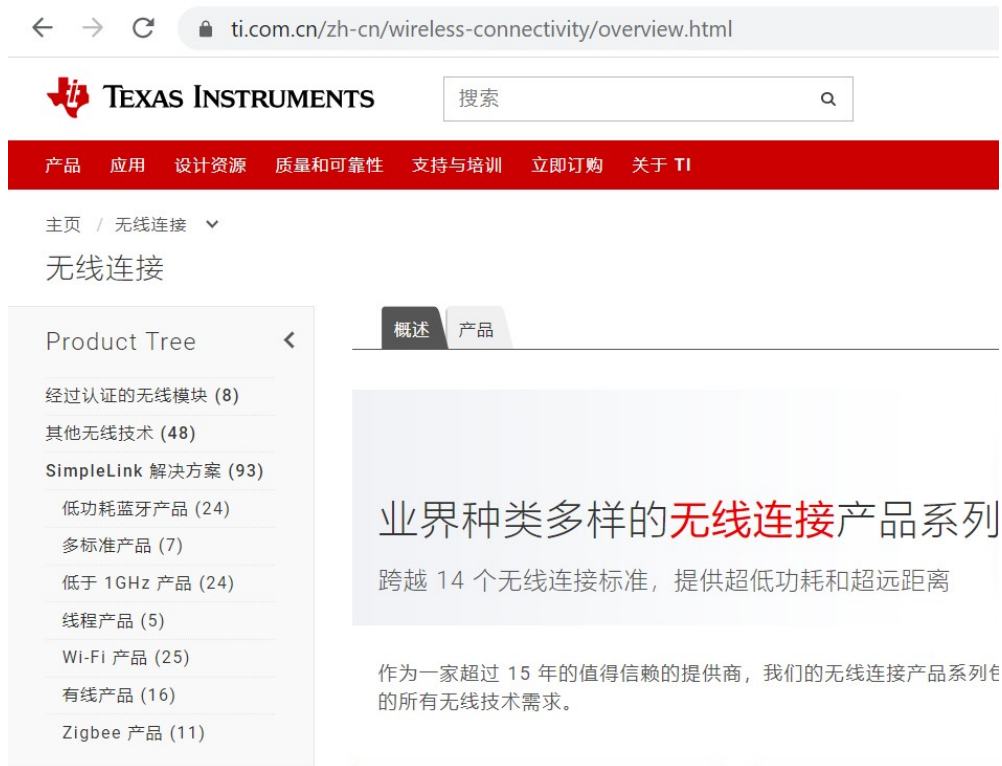 ti.com.cn/zh-cn/wireless-connectivity/overview.html
TEXAS INSTRUMENTS
搜索
产品 应用 设计资源 质量和可靠性 支持与培训 立即订购 关于 TI
主页 / 无线连接
无线连接
Product Tree
经过认证的无线模块 (8)
其他无线技术 (48)
SimpleLink 解决方案 (93)
低功耗蓝牙产品 (24)
多标准产品 (7)
低于 1GHz 产品 (24)
线程产品 (5)
Wi-Fi 产品 (25)
有线产品 (16)
Zigbee 产品 (11)
概述 产品
业界种类多样的无线连接产品系列
跨越 14 个无线连接标准，提供超低功耗和超远距离
作为一家超过 15 年的值得信赖的提供商，我们的无线连接产品系列包
的所有无线技术需求。